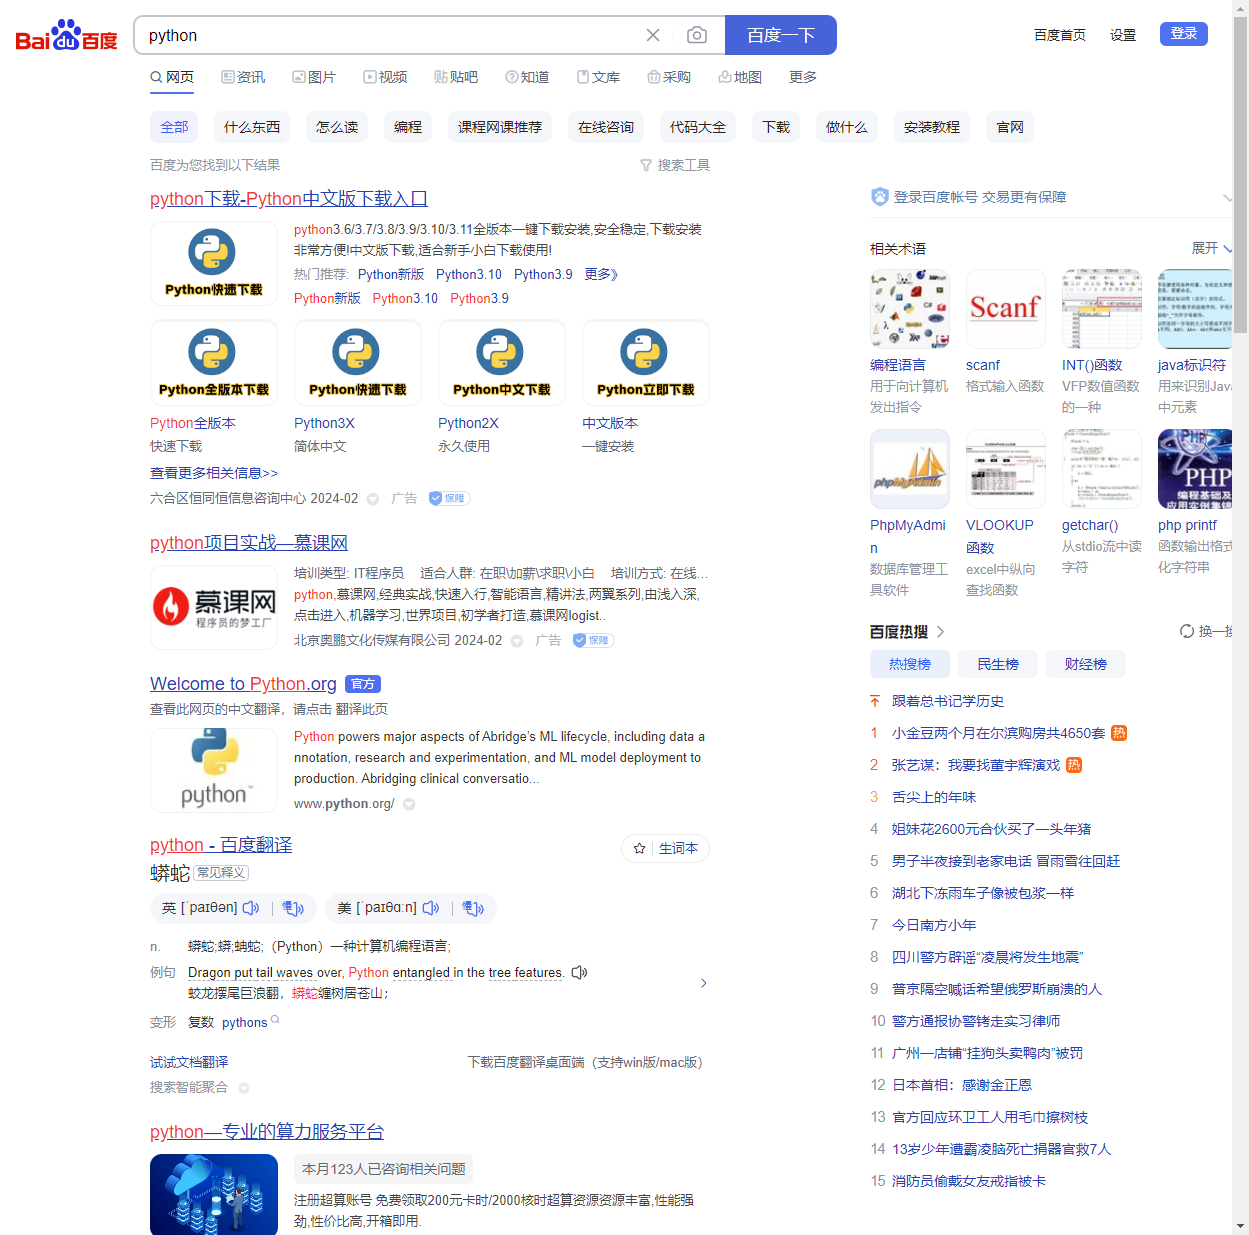 Bai du 百度
python
百度一下
百度首页 设置 登录
网页 资讯 图片 视频 贴吧 知道 文库 采购 地图 更多
全部 什么东西 怎么读 编程 课程网课推荐 在线咨询 代码大全 下载 做什么 安装教程 官网
百度为您找到以下结果
搜索工具
python下载-Python中文版下载入口
Python快速下载
python3.6/3.7/3.8/3.9/3.10/3.11全版本一键下载安装,安全稳定,下载安装
非常方便!中文版下载,适合新手小白下载使用!
热门推荐: Python新版 Python3.10 Python3.9 更多》
Python新版 Python3.10 Python3.9
Python全版本下载 Python快速下载 Python中文下载 Python立即下载
Python全版本 Python3X Python2X 中文版本
快速下载 简体中文 永久使用 一键安装
查看更多相关信息>>
六合区恒同恒信息咨询中心 2024-02 广告 保障
python项目实战—慕课网
慕课网
程序员的梦工厂
培训类型: IT程序员 适合人群: 在职\加薪\求职\小白 培训方式: 在线...
python,慕课网,经典实战,快速入行,智能语言,精讲法,两翼系列,由浅入深,
点击进入,机器学习,世界项目,初学者打造,慕课网logist..
北京奥鹏文化传媒有限公司 2024-02 广告 保障
Welcome to Python.org 官方
查看此网页的中文翻译，请点击 翻译此页
python
Python powers major aspects of Abridge's ML lifecycle, including data a
nnotation, research and experimentation, and ML model deployment to
production. Abridging clinical conversatio...
www.python.org/
python - 百度翻译
生词本
蟒蛇 常见释义
英 [ˈpaɪθən] 慢 美 [ˈpaɪθɑːn] 慢
n. 蟒蛇;蟒;蚺蛇;（Python）一种计算机编程语言;
例句 Dragon put tail waves over, Python entangled in the tree features.
蛟龙摆尾巨浪翻，蟒蛇缠树居苍山；
变形 复数 pythons
试试文档翻译
下载百度翻译桌面端（支持win版/mac版）
搜索智能聚合
python—专业的算力服务平台
本月123人已咨询相关问题
注册超算账号 免费领取200元卡时/2000核时超算资源资源丰富,性能强
劲,性价比高,开箱即用.
登录百度帐号 交易更有保障
相关术语
展开
Scanf
编程语言 scanf INT()函数 java标识符
用于向计算机 格式输入函数 VFP数值函数 用来识别Java
发出指令 的一种 中元素
phpMyAdmin
PHP
编程基础及
应用实例集锦
PhpMyAdmi VLOOKUP getchar() php printf
n 函数 从stdio流中读 函数输出格式
数据库管理工 excel中纵向 字符 化字符串
具软件 查找函数
百度热搜
换一换
热搜榜 民生榜 财经榜
跟着总书记学历史
1 小金豆两个月在尔滨购房共4650套 热
2 张艺谋：我要找董宇辉演戏 热
3 舌尖上的年味
4 姐妹花2600元合伙买了一头年猪
5 男子半夜接到老家电话 冒雨雪往回赶
6 湖北下冻雨车子像被包浆一样
7 今日南方小年
8 四川警方辟谣“凌晨将发生地震”
9 普京隔空喊话希望俄罗斯崩溃的人
10 警方通报协警铐走实习律师
11 广州一店铺“挂狗头卖鸭肉”被罚
12 日本首相：感谢金正恩
13 官方回应环卫工人用毛巾擦树枝
14 13岁少年遭霸凌脑死亡捐器官救7人
15 消防员偷戴女友戒指被卡